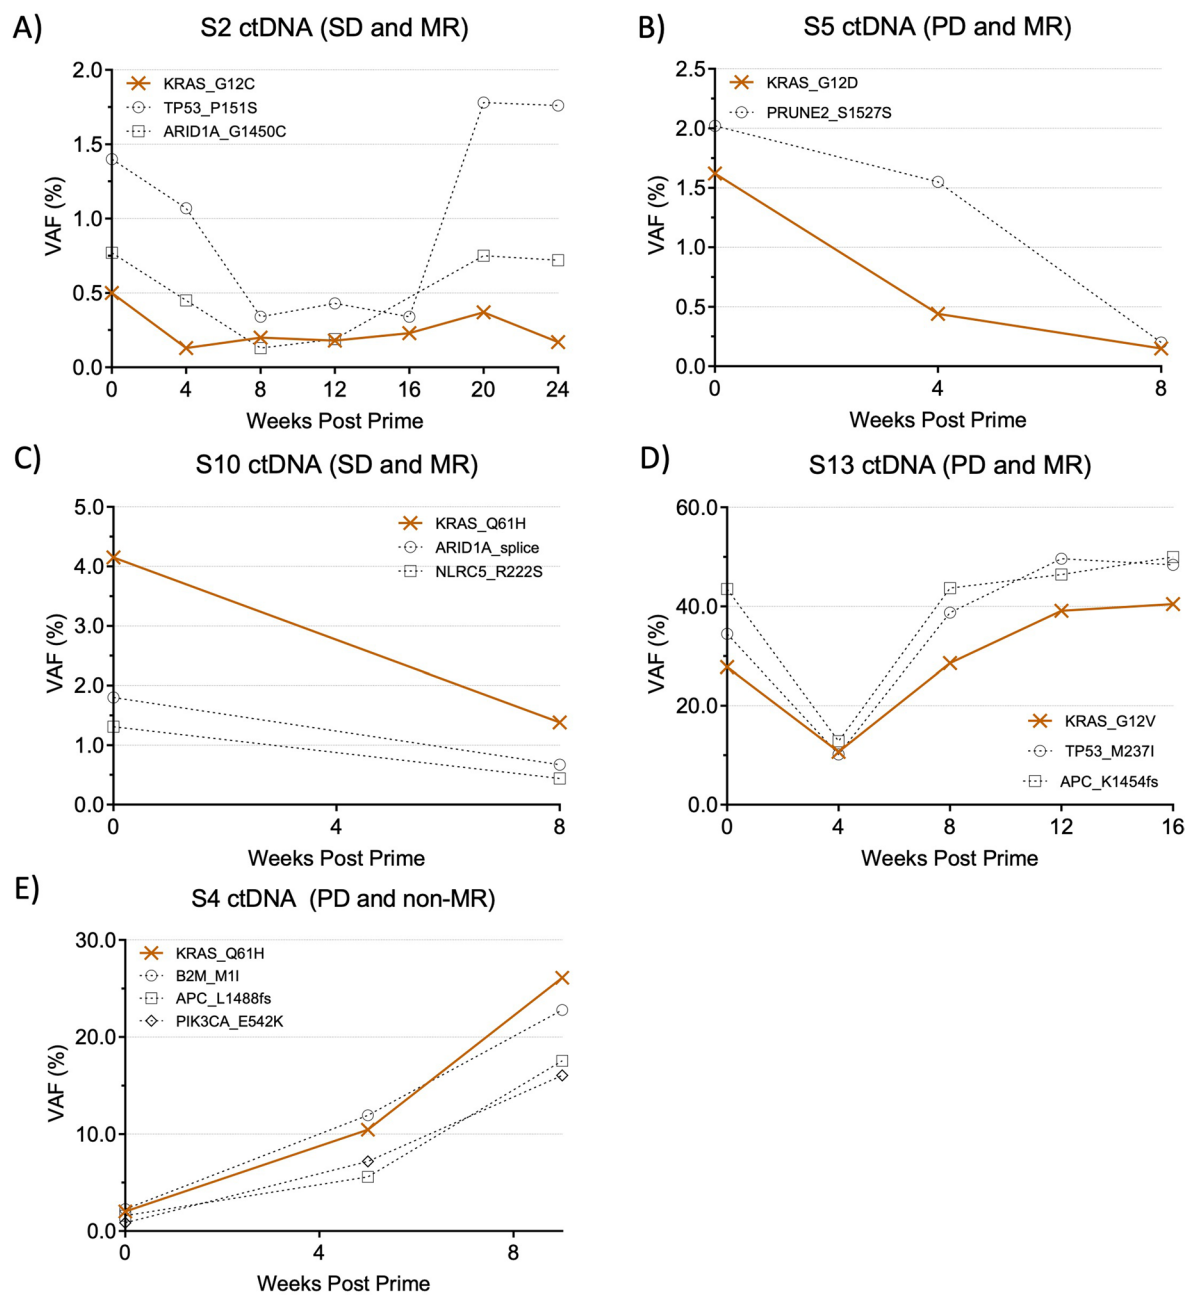 A)
S2 ctDNA (SD and MR)
KRAS_G12C
TP53_P151S
ARID1A_G1450C
VAF (%)
2.0
1.5
1.0
0.5
0.0
0 4 8 12 16 20 24
Weeks Post Prime
B)
S5 ctDNA (PD and MR)
KRAS_G12D
PRUNE2_S1527S
VAF (%)
2.5
2.0
1.5
1.0
0.5
0.0
0 4 8
Weeks Post Prime
C)
S10 ctDNA (SD and MR)
KRAS_Q61H
ARID1A_splice
NLRC5_R222S
VAF (%)
5.0
4.0
3.0
2.0
1.0
0.0
0 4 8
Weeks Post Prime
D)
S13 ctDNA (PD and MR)
KRAS_G12V
TP53_M237I
APC_K1454fs
VAF (%)
60.0
40.0
20.0
0.0
0 4 8 12 16
Weeks Post Prime
E)
S4 ctDNA (PD and non-MR)
KRAS_Q61H
B2M_M1I
APC_L1488fs
PIK3CA_E542K
VAF (%)
30.0
20.0
10.0
0.0
0 4 8
Weeks Post Prime